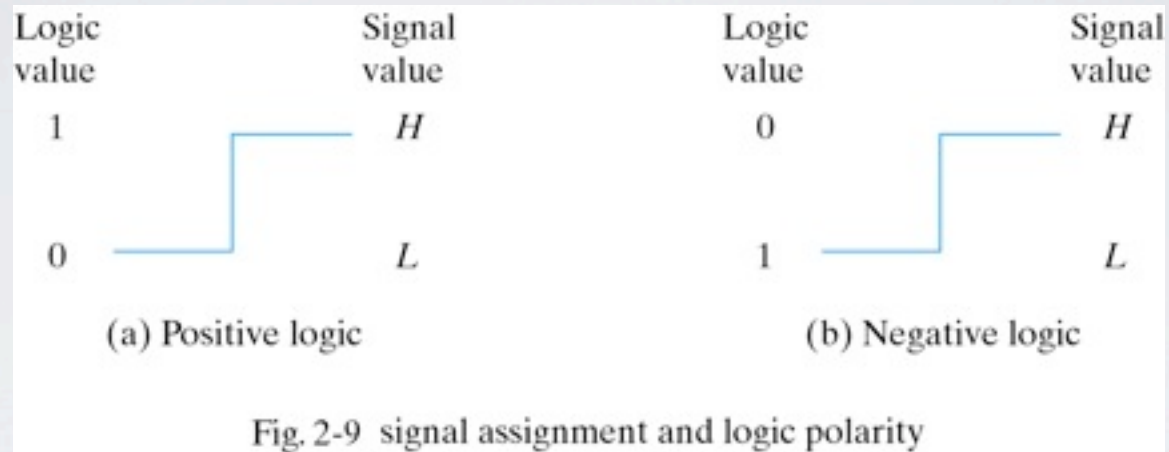 Logic value
Signal value
1
H
0
L
(a) Positive logic
Logic value
Signal value
0
H
1
L
(b) Negative logic
Fig. 2-9 signal assignment and logic polarity